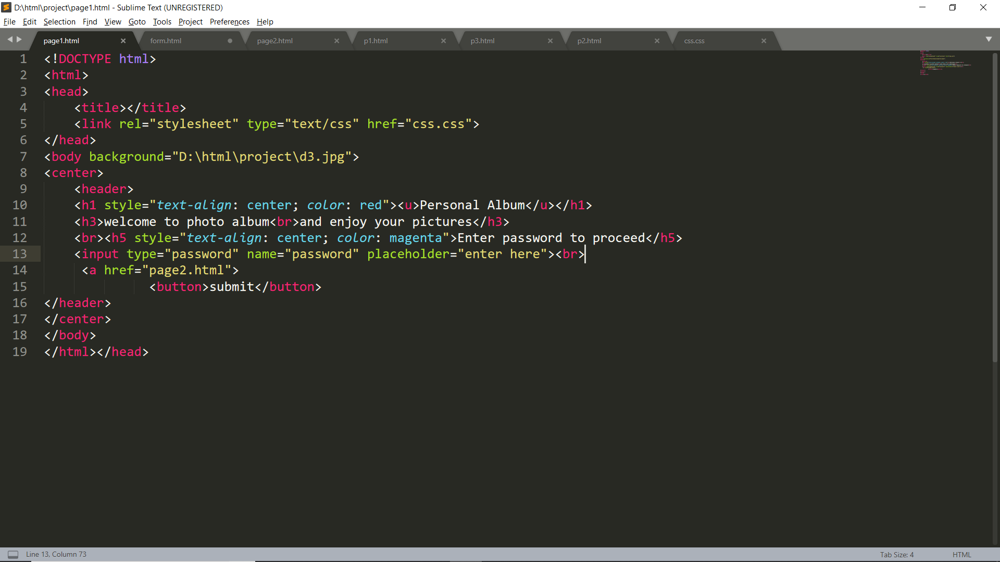 D:\html\project\page1.html - Sublime Text (UNREGISTERED)
File Edit Selection Find View Goto Tools Project Preferences Help
page1.html form.html page2.html p1.html p3.html p2.html css.css
1 <!DOCTYPE html>
2 <html>
3 <head>
4     <title></title>
5     <link rel="stylesheet" type="text/css" href="css.css">
6 </head>
7 <body background="D:\html\project\d3.jpg">
8 <center>
9     <header>
10     <h1 style="text-align: center; color: red"><u>Personal Album</u></h1>
11     <h3>welcome to photo album<br>and enjoy your pictures</h3>
12     <br><h5 style="text-align: center; color: magenta">Enter password to proceed</h5>
13     <input type="password" name="password" placeholder="enter here"><br>
14      <a href="page2.html">
15               <button>submit</button>
16 </header>
17 </center>
18 </body>
19 </html></head>
Line 13, Column 73
Tab Size: 4 HTML